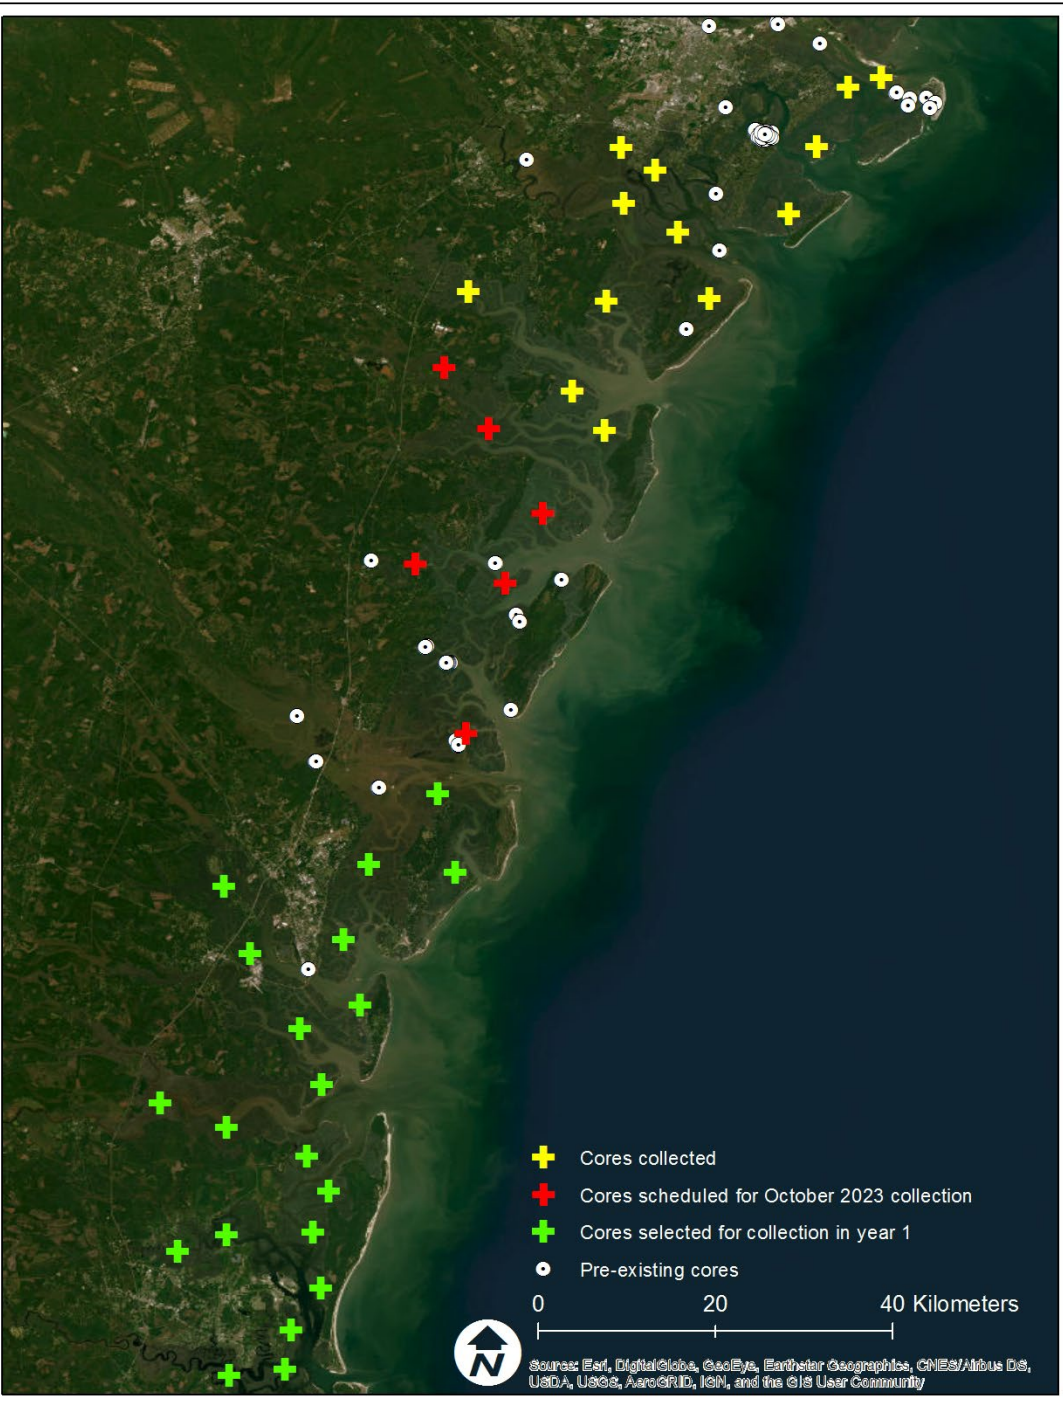 Cores collected
Cores scheduled for October 2023 collection
Cores selected for collection in year 1
Pre-existing cores
0 20 40 Kilometers
N
Source: Esri, DigitalGlobe, GeoEye, Earthstar Geographics, CNES/Airbus DS,
USDA, USGS, AeroGRID, IGN, and the GIS User Community